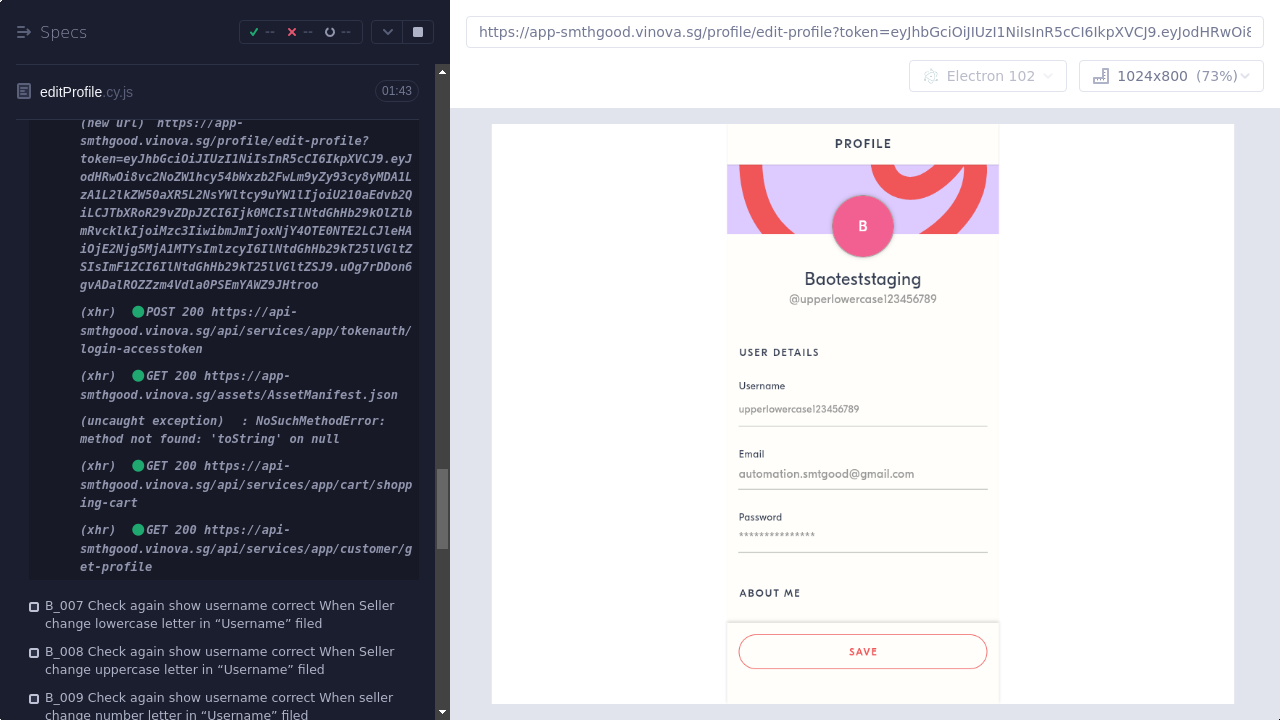 Specs
--
--
--
https://app-smthgood.vinova.sg/profile/edit-profile?token=eyJhbGciOiJIUzI1NiIsInR5cCI6IkpXVCJ9.eyJodHRwOi8
Electron 102
1024x800 (73%)
editProfile.cy.js
01:43
(new url) https://app-
smthgood.vinova.sg/profile/edit-profile?
token=eyJhbGciOiJIUzI1NiIsInR5cCI6IkpXVCJ9.eyJ
(xhr) POST 200 https://api-
smthgood.vinova.sg/api/services/app/tokenauth/
login-accesstoken
(xhr) GET 200 https://app-
smthgood.vinova.sg/assets/AssetManifest.json
(uncaught exception) : NoSuchMethodError:
method not found: 'toString' on null
(xhr) GET 200 https://api-
smthgood.vinova.sg/api/services/app/cart/shopp
ing-cart
(xhr) GET 200 https://api-
smthgood.vinova.sg/api/services/app/customer/g
et-profile
B_007 Check again show username correct When Seller
change lowercase letter in “Username” filed
B_008 Check again show username correct When Seller
change uppercase letter in “Username” filed
B_009 Check again show username correct When seller
change number letter in “Username” filed
PROFILE
B
Baoteststaging
@upperlowercase123456789
USER DETAILS
Username
upperlowercase123456789
Email
automation.smtgood@gmail.com
Password
***************
ABOUT ME
SAVE